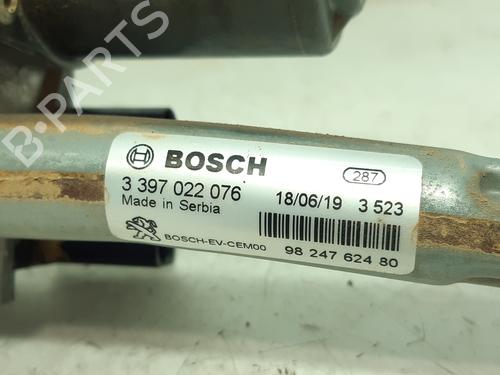 B-PARTS
BOSCH
287
3 397 022 076
18/06/19 3 523
Made in Serbia
BOSCH-EV-CEM00
98 247 624 80